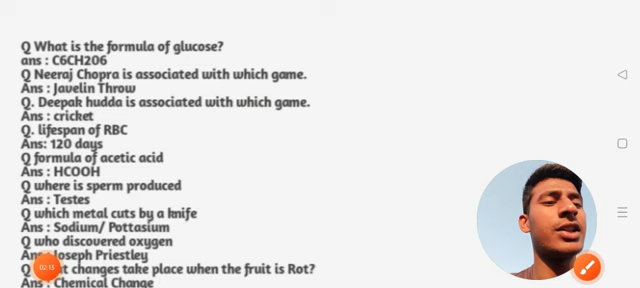 Q What is the formula of glucose?
ans : C6CH206
Q Neeraj Chopra is associated with which game.
Ans : Javelin Throw
Q. Deepak hudda is associated with which game.
Ans : cricket
Q. lifespan of RBC
Ans: 120 days
Q formula of acetic acid
Ans : HCOOH
Q where is sperm produced
Ans : Testes
Q which metal cuts by a knife
Ans : Sodium/ Pottasium
Q who discovered oxygen
Joseph Priestley
02:15
Q changes take place when the fruit is Rot?
Ans : Chemical Change